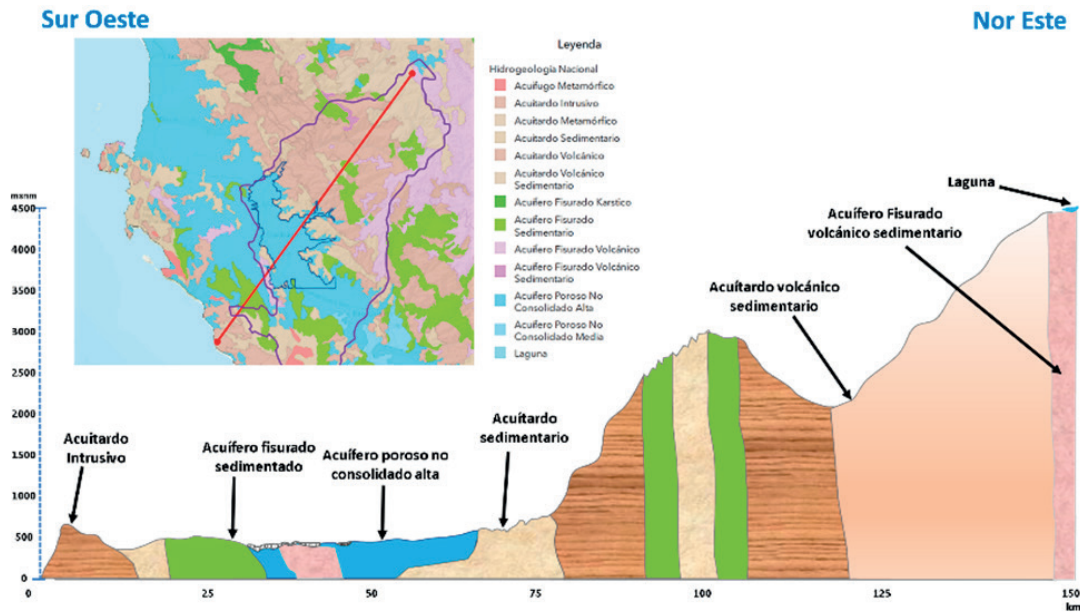 Sur Oeste
Nor Este
Leyenda
Hidrogeología Nacional
Acuifugo Metamórfico
Acuitardo Intrusivo
Acuitardo Metamórfico
Acuitardo Sedimentario
Acuitardo Volcánico
Acuitardo Volcánico
Sedimentario
Acuífero Fisurado Karstico
Acuífero Fisurado
Sedimentario
Acuífero Fisurado Volcánico
Acuífero Fisurado Volcánico
Sedimentario
Acuífero Poroso No
Consolidado Alta
Acuífero Poroso No
Consolidado Media
Laguna
msnm
4500
4000
3500
3000
2500
2000
1500
1000
500
0
Laguna
Acuífero Fisurado
volcánico sedimentario
Acuítardo volcánico
sedimentario
Acuítardo
sedimentario
Acuitardo
Intrusivo
Acuífero fisurado
sedimentado
Acuífero poroso no
consolidado alta
0
25
50
75
100
125
150
km